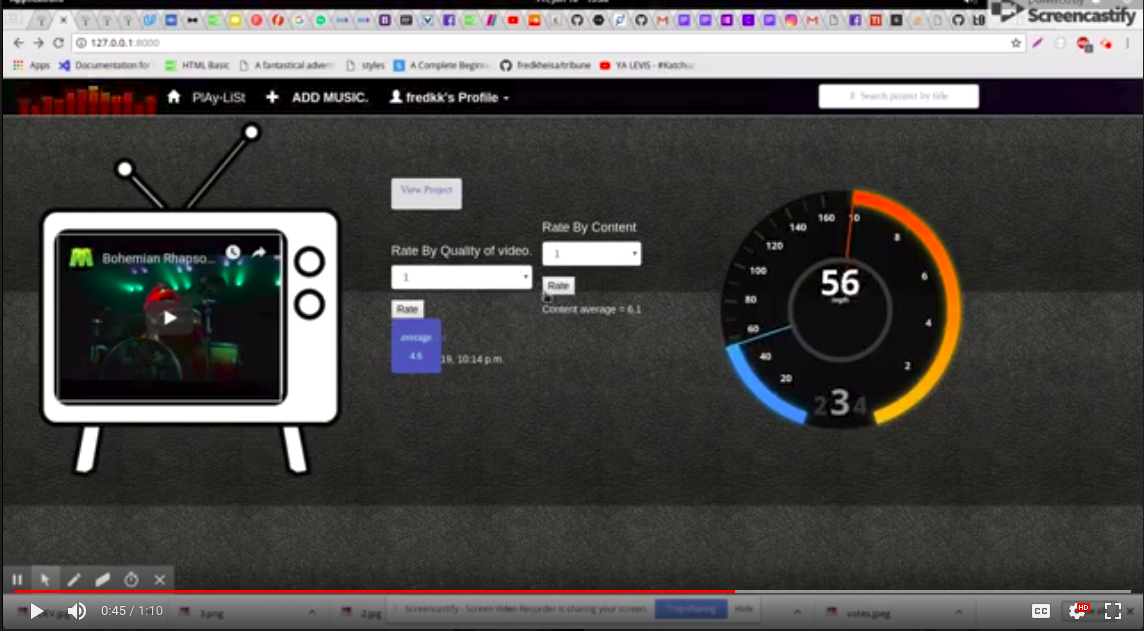 Applications
Screencastify
127.0.0.1:8000
Apps
Documentation for
HTML Basic
A fantastical advent
styles
A Complete Beginn
fredkheisa/tribune
YA LEVIS - #Katchua
PlAy-LiSt
ADD MUSIC.
fredkk's Profile
Search project by title
View Project
Bohemian Rhapso...
Rate By Content
1
Rate By Quality of video.
1
Rate
Content average = 6.1
Rate
average
4.6
19, 10:14 p.m.
160
140
120
100
80
60
40
20
10
8
6
4
2
56
mph
2 3 4
0:45 / 1:10
3.png
2.jpg
Screencastify - Screen Video Recorder is sharing your screen.
Stop sharing
Hide
votes.jpeg
CC
HD